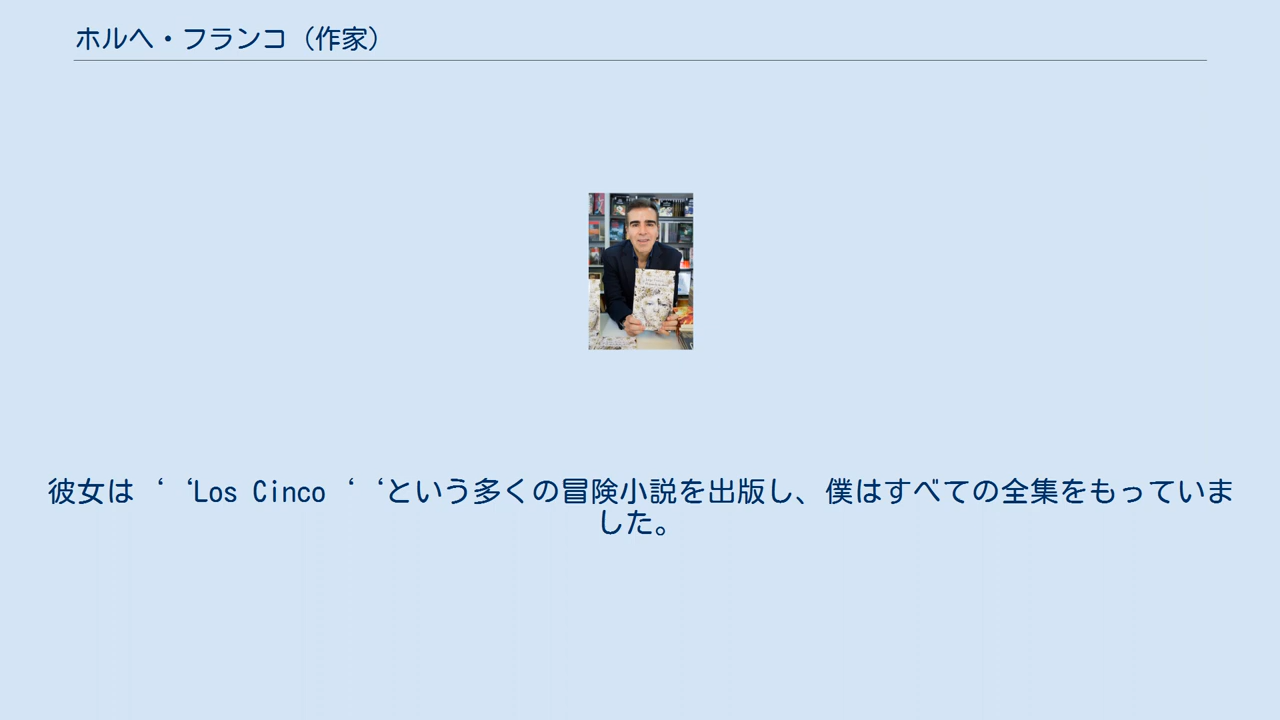 ホルヘ・フランコ（作家）
彼女は‘‘Los Cinco‘‘という多くの冒険小説を出版し、僕はすべての全集をもっていま
した。